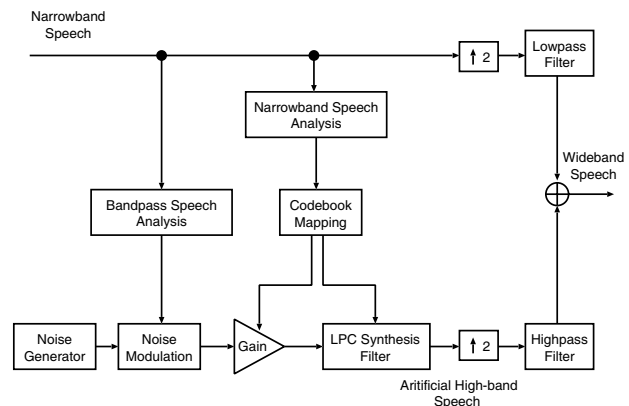 Narrowband
Speech
↑ 2
Lowpass
Filter
Narrowband Speech
Analysis
Wideband
Speech
Bandpass Speech
Analysis
Codebook
Mapping
Noise
Generator
Noise
Modulation
Gain
LPC Synthesis
Filter
↑ 2
Highpass
Filter
Aritificial High-band
Speech